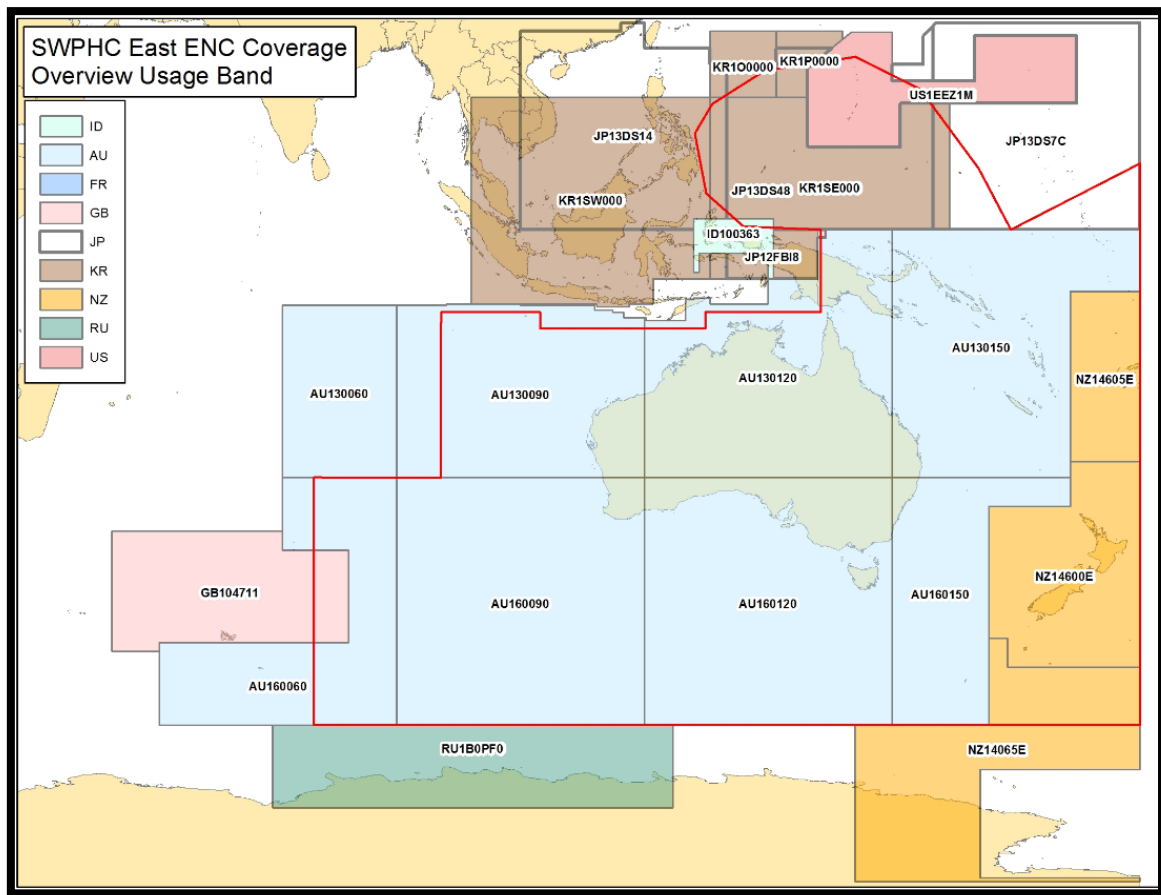 SWPHC East ENC Coverage
Overview Usage Band
ID
AU
FR
GB
JP
KR
NZ
RU
US
KR1O0000
KR1P0000
US1EEZ1M
JP13DS14
JP13DS7C
KR1SW000
JP13DS48
KR1SE000
ID100363
JP12FBI8
AU130060
AU130090
AU130120
AU130150
NZ14605E
GB104711
AU160090
AU160120
AU160150
NZ14600E
AU160060
RU1B0PF0
NZ14065E